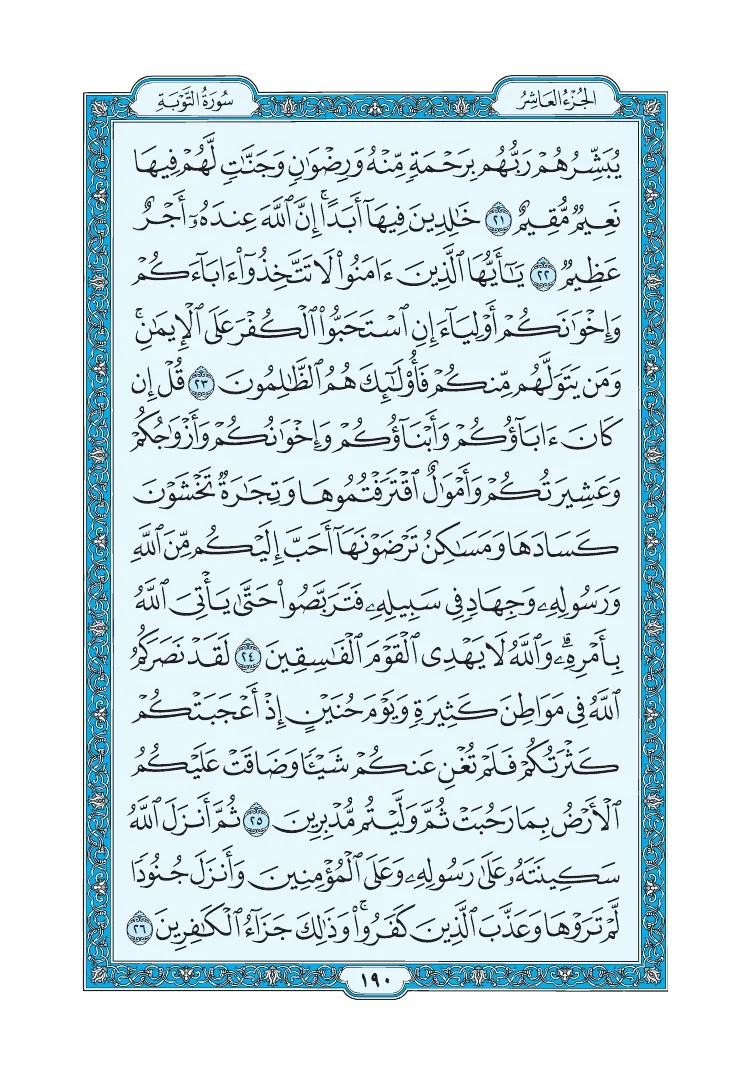 الجُزْءُ العَاشِرُ
سُورَةُ التَّوْبَةِ
يُبَشِّرُهُمْ رَبُّهُم بِرَحْمَةٍ مِّنْهُ وَرِضْوَٰنٍ وَجَنَّٰتٍ لَّهُمْ فِيهَا
نَعِيمٌ مُّقِيمٌ ٢١ خَٰلِدِينَ فِيهَآ أَبَدًاۚ إِنَّ ٱللَّهَ عِندَهُۥٓ أَجْرٌ
عَظِيمٌ ٢٢ يَٰٓأَيُّهَا ٱلَّذِينَ ءَامَنُوا۟ لَا تَتَّخِذُوٓا۟ ءَابَآءَكُمْ
وَإِخْوَٰنَكُمْ أَوْلِيَآءَ إِنِ ٱسْتَحَبُّوا۟ ٱلْكُفْرَ عَلَى ٱلْإِيمَٰنِۚ
وَمَن يَتَوَلَّهُم مِّنكُمْ فَأُو۟لَٰٓئِكَ هُمُ ٱلظَّٰلِمُونَ ٢٣ قُلْ إِن
كَانَ ءَابَآؤُكُمْ وَأَبْنَآؤُكُمْ وَإِخْوَٰنُكُمْ وَأَزْوَٰجُكُمْ
وَعَشِيرَتُكُمْ وَأَمْوَٰلٌ ٱقْتَرَفْتُمُوهَا وَتِجَٰرَةٌ تَخْشَوْنَ
كَسَادَهَا وَمَسَٰكِنُ تَرْضَوْنَهَآ أَحَبَّ إِلَيْكُم مِّنَ ٱللَّهِ
وَرَسُولِهِۦ وَجِهَادٍ فِى سَبِيلِهِۦ فَتَرَبَّصُوا۟ حَتَّىٰ يَأْتِىَ ٱللَّهُ
بِأَمْرِهِۦۗ وَٱللَّهُ لَا يَهْدِى ٱلْقَوْمَ ٱلْفَٰسِقِينَ ٢٤ لَقَدْ نَصَرَكُمُ
ٱللَّهُ فِى مَوَاطِنَ كَثِيرَةٍ وَيَوْمَ حُنَيْنٍ إِذْ أَعْجَبَتْكُمْ
كَثْرَتُكُمْ فَلَمْ تُغْنِ عَنكُمْ شَيْـًٔا وَضَاقَتْ عَلَيْكُمُ
ٱلْأَرْضُ بِمَا رَحُبَتْ ثُمَّ وَلَّيْتُم مُّدْبِرِينَ ٢٥ ثُمَّ أَنزَلَ ٱللَّهُ
سَكِينَتَهُۥ عَلَىٰ رَسُولِهِۦ وَعَلَى ٱلْمُؤْمِنِينَ وَأَنزَلَ جُنُودًا
لَّمْ تَرَوْهَا وَعَذَّبَ ٱلَّذِينَ كَفَرُوا۟ۚ وَذَٰلِكَ جَزَآءُ ٱلْكَٰفِرِينَ ٢٦
١٩٠